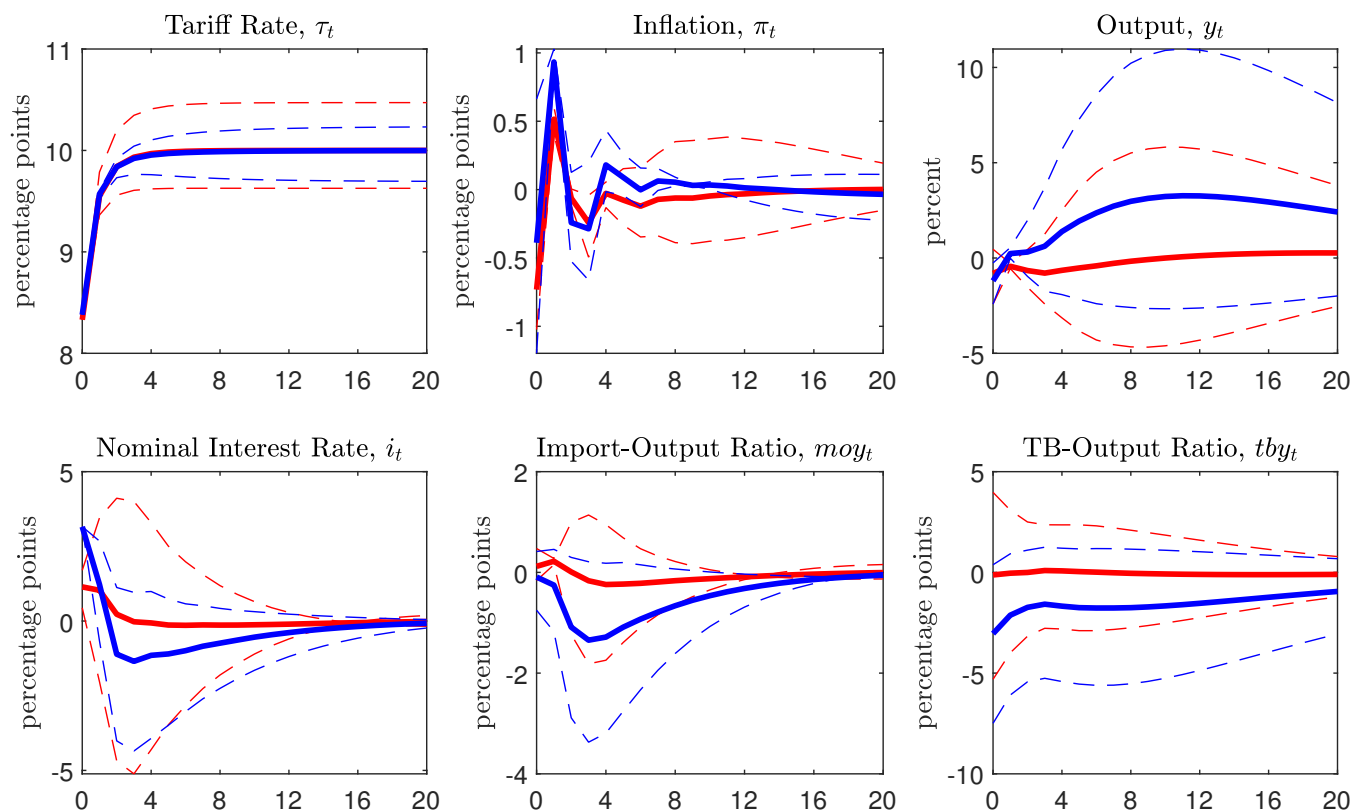 Tariff Rate, τt
percentage points
11
10
9
8
0 4 8 12 16 20
Inflation, πt
percentage points
1
0.5
0
-0.5
-1
0 4 8 12 16 20
Output, yt
percent
10
5
0
-5
0 4 8 12 16 20
Nominal Interest Rate, it
percentage points
5
0
-5
0 4 8 12 16 20
Import-Output Ratio, moyt
percentage points
2
0
-2
-4
0 4 8 12 16 20
TB-Output Ratio, tbyt
percentage points
5
0
-5
-10
0 4 8 12 16 20